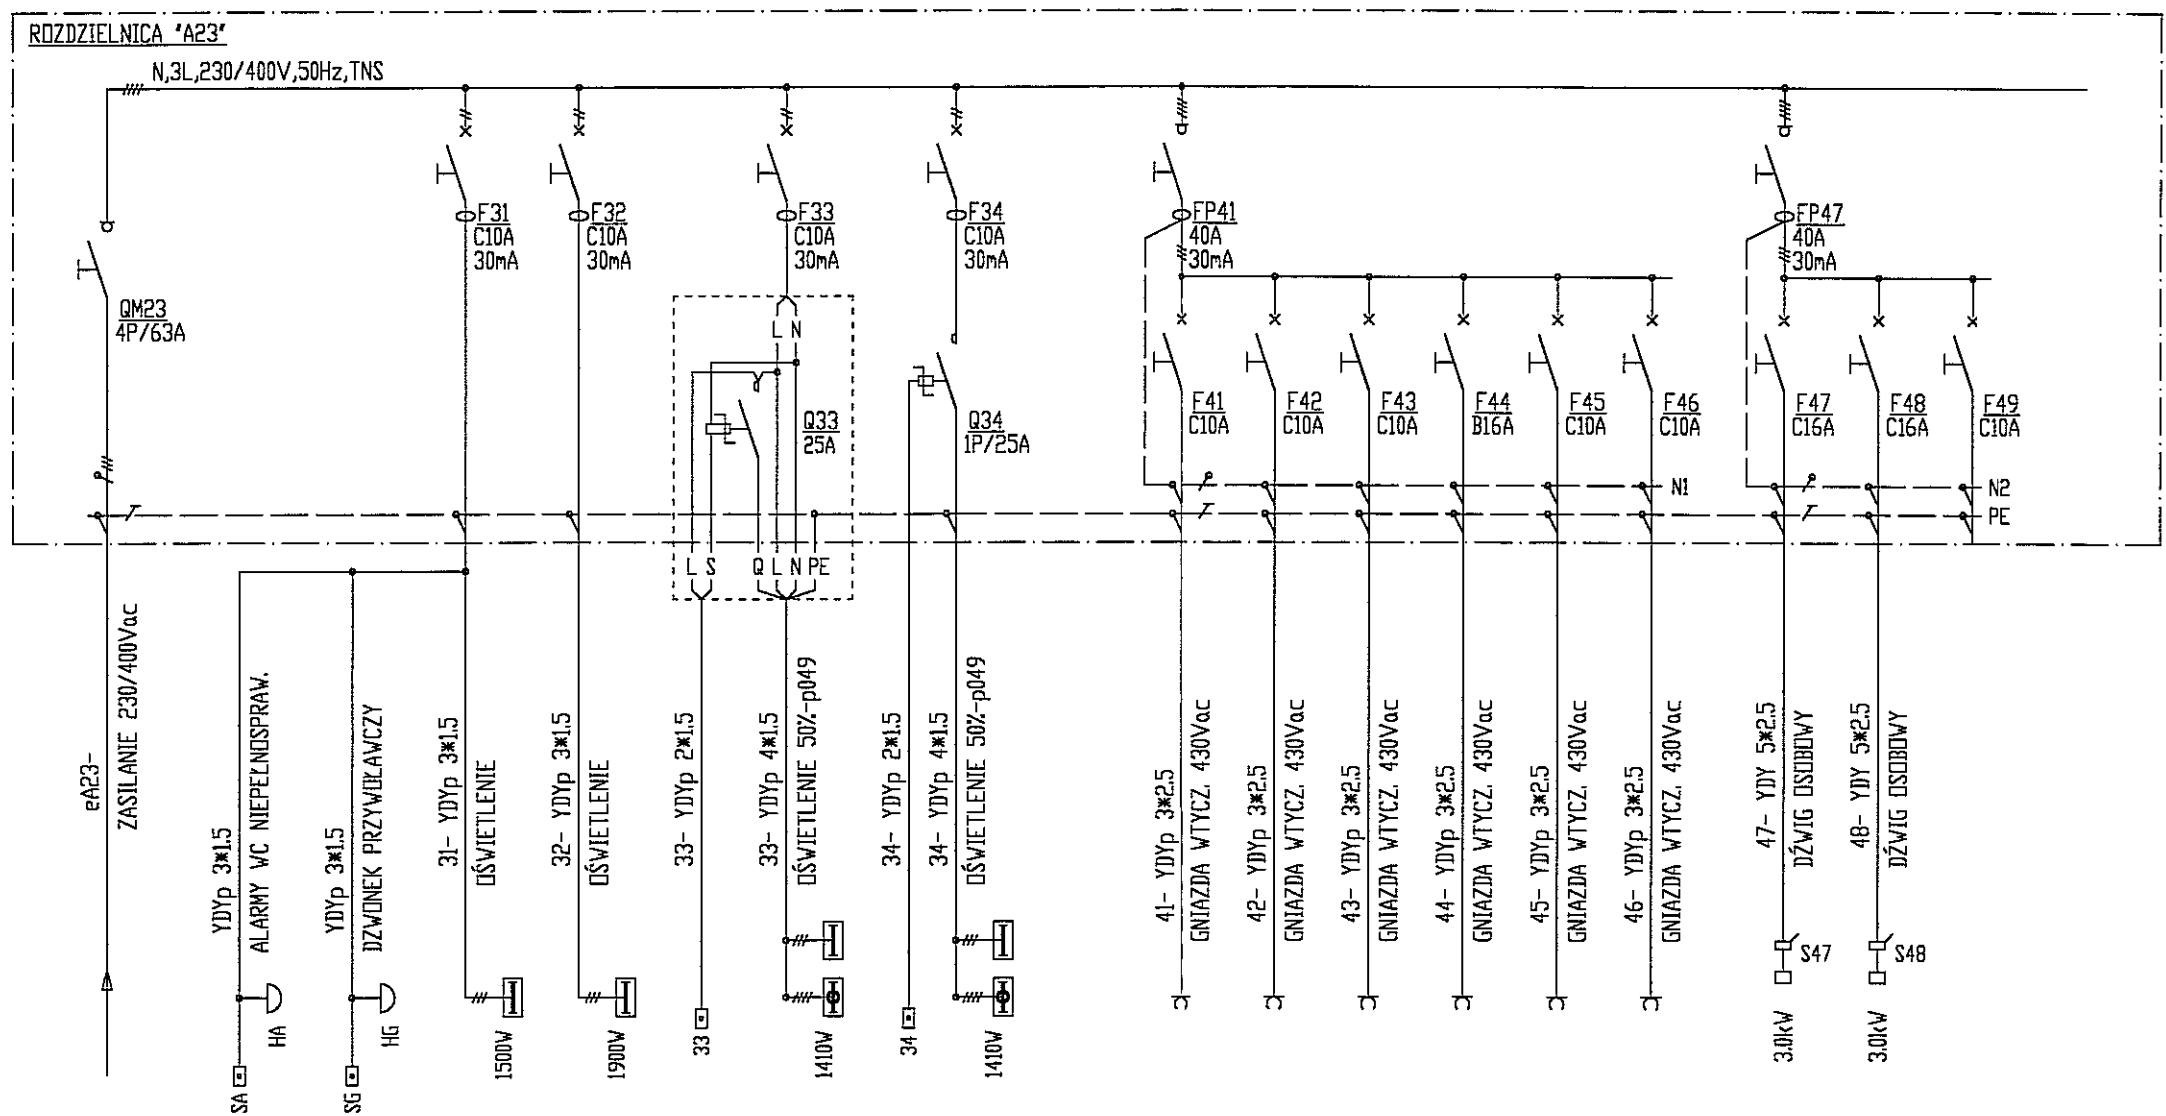 ROZDZIELNICA "A23"
N,3L,230/400V,50Hz,TNS
QM23
4P/63A
F31
C10A
30mA
F32
C10A
30mA
F33
C10A
30mA
F34
C10A
30mA
FP41
40A
30mA
FP47
40A
30mA
L N
Q33
25A
Q34
1P/25A
F41
C10A
F42
C10A
F43
C10A
F44
B16A
F45
C10A
F46
C10A
F47
C16A
F48
C16A
F49
C10A
N1
N2
PE
L S Q L N PE
eA23-
ZASILANIE 230/400Vac
YDYp 3*1.5
ALARMY WC NIEPEŁNOSPRAW.
YDYp 3*1.5
DZWONEK PRZYWOŁAWCZY
31- YDYp 3*1.5
OŚWIETLENIE
32- YDYp 3*1.5
OŚWIETLENIE
33- YDYp 2*1.5
33- YDYp 4*1.5
OŚWIETLENIE 50%-p049
34- YDYp 2*1.5
34- YDYp 4*1.5
OŚWIETLENIE 50%-p049
41- YDYp 3*2.5
GNIAZDA WTYCZ. 430Vac
42- YDYp 3*2.5
GNIAZDA WTYCZ. 430Vac
43- YDYp 3*2.5
GNIAZDA WTYCZ. 430Vac
44- YDYp 3*2.5
GNIAZDA WTYCZ. 430Vac
45- YDYp 3*2.5
GNIAZDA WTYCZ. 430Vac
46- YDYp 3*2.5
GNIAZDA WTYCZ. 430Vac
47- YDY 5*2.5
DŹWIG OSOBOWY
48- YDY 5*2.5
DŹWIG OSOBOWY
S47
S48
SA
HA
SG
HG
1500W
1900W
33
1410W
34
1410W
3.0kW
3.0kW